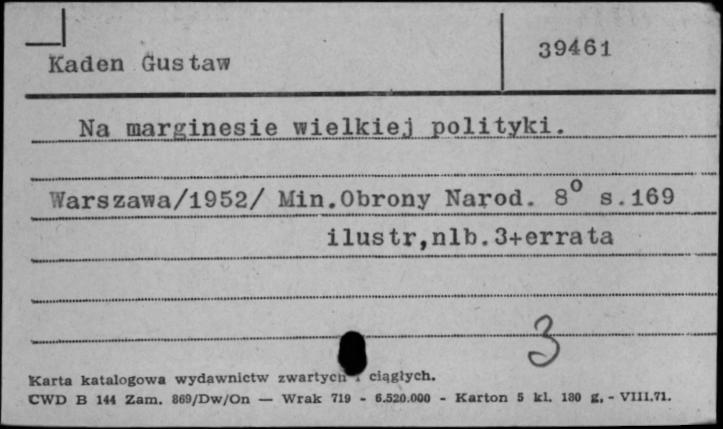 Kaden Gustaw 39461
Na marginesie wielkiej polityki.
Warszawa/1952/ Min.Obrony Narod. 8° s.169
ilustr,nlb.3+errata
3
Karta katalogowa wydawnictw zwartych i ciągłych.
CWD B 144 Zam. 869/Dw/On — Wrak 719 - 6.520.000 - Karton 5 kl. 180 g. - VIII.71.